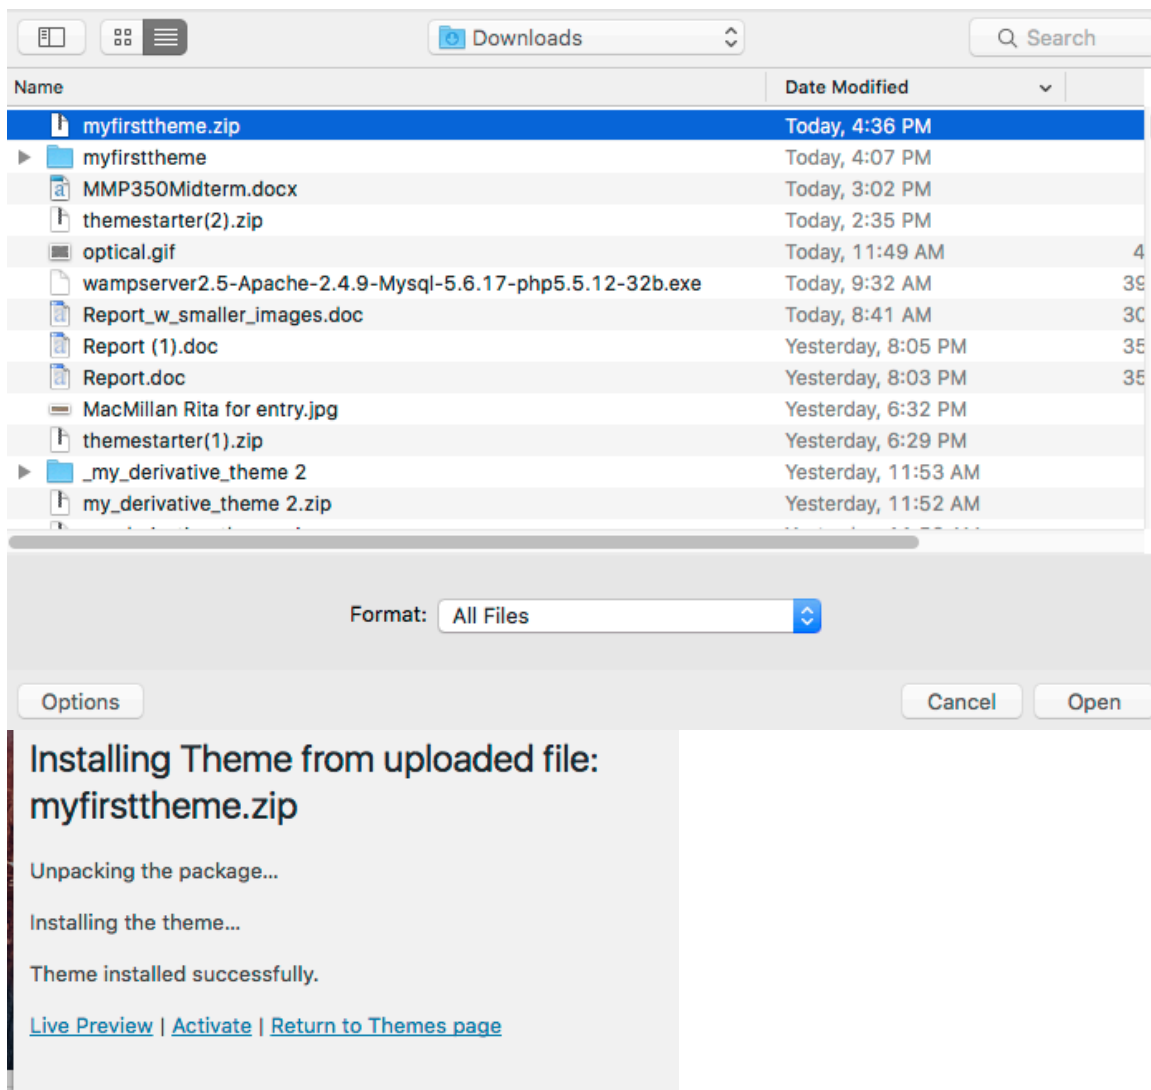 Downloads
Search
Name Date Modified
myfirsttheme.zip Today, 4:36 PM
myfirsttheme Today, 4:07 PM
MMP350Midterm.docx Today, 3:02 PM
themestarter(2).zip Today, 2:35 PM
optical.gif Today, 11:49 AM 4
wampserver2.5-Apache-2.4.9-Mysql-5.6.17-php5.5.12-32b.exe Today, 9:32 AM 39
Report_w_smaller_images.doc Today, 8:41 AM 30
Report (1).doc Yesterday, 8:05 PM 35
Report.doc Yesterday, 8:03 PM 35
MacMillan Rita for entry.jpg Yesterday, 6:32 PM
themestarter(1).zip Yesterday, 6:29 PM
_my_derivative_theme 2 Yesterday, 11:53 AM
my_derivative_theme 2.zip Yesterday, 11:52 AM
Format: All Files
Options Cancel Open
Installing Theme from uploaded file:
myfirsttheme.zip
Unpacking the package...
Installing the theme...
Theme installed successfully.
Live Preview | Activate | Return to Themes page